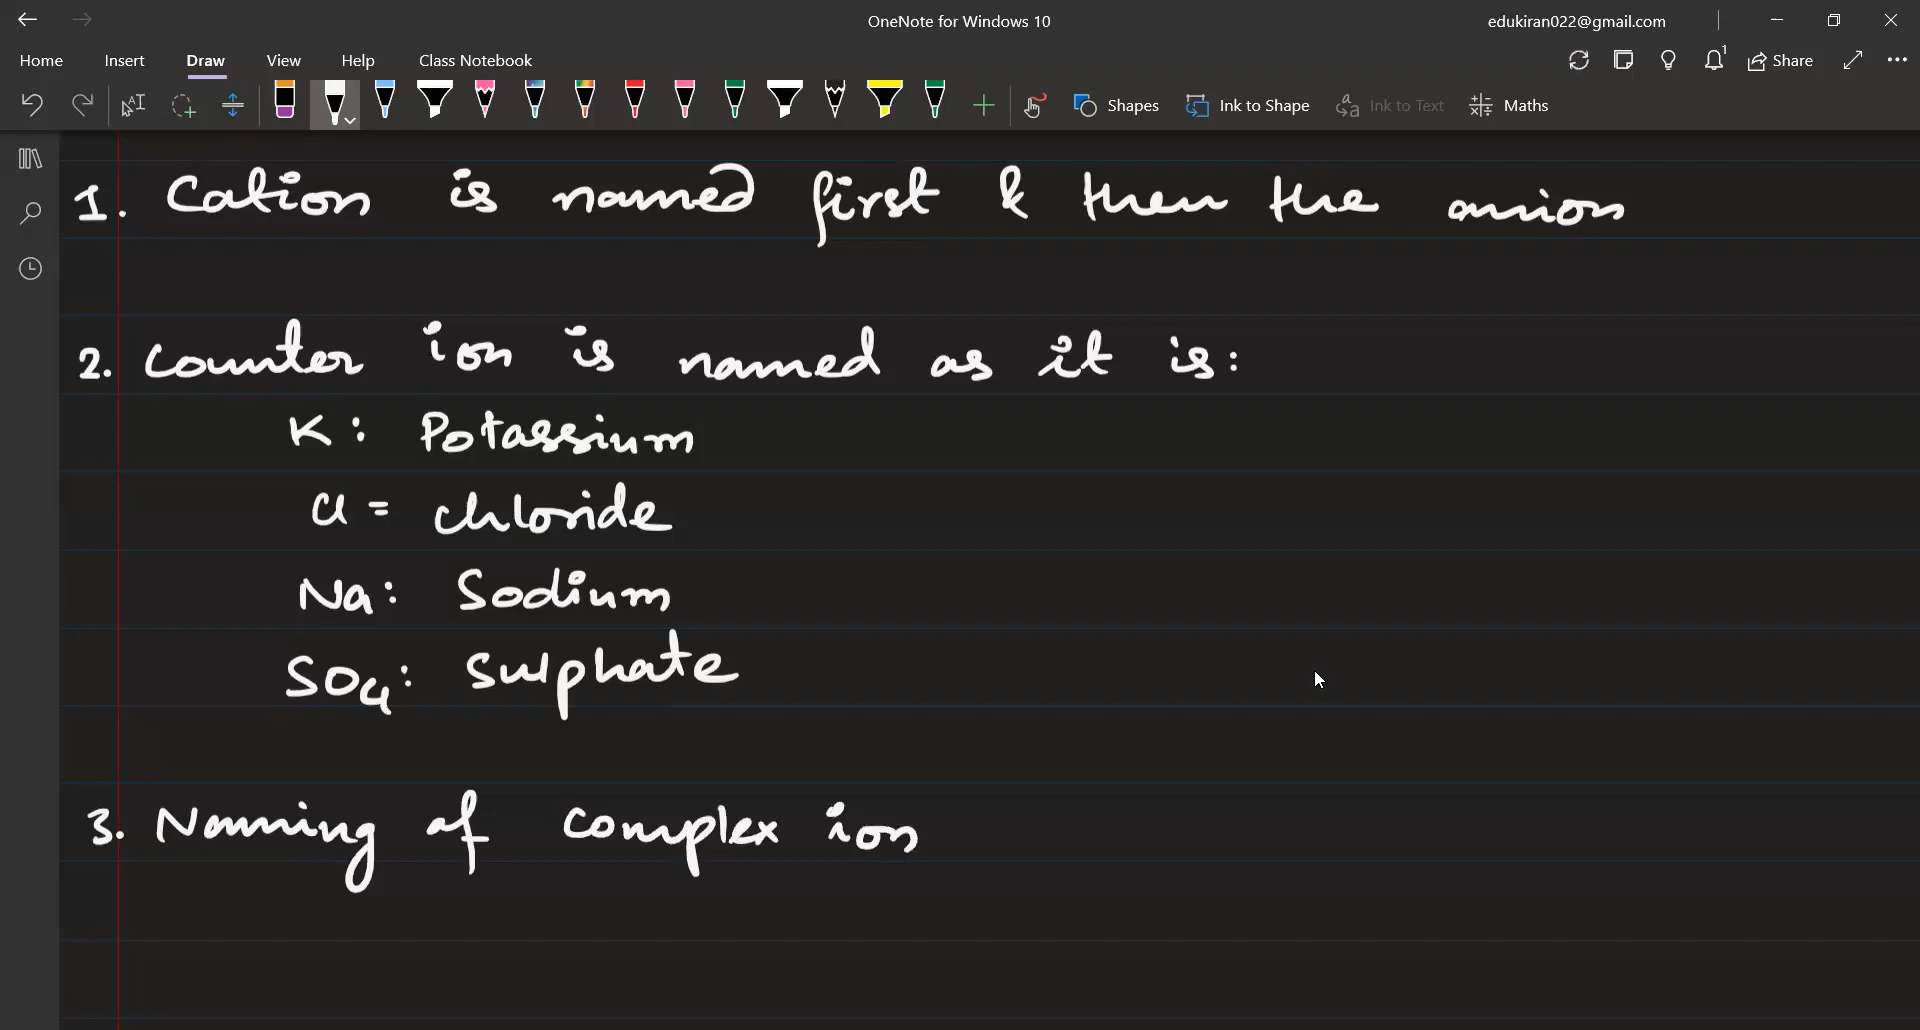 OneNote for Windows 10
edukiran022@gmail.com
Home Insert Draw View Help Class Notebook
1 Share
Shapes Ink to Shape Ink to Text Maths
1. Cation is named first & then the anion
2. Counter ion is named as it is:
K: Potassium
Cl = chloride
Na: Sodium
SO4: Sulphate
3. Naming of complex ion